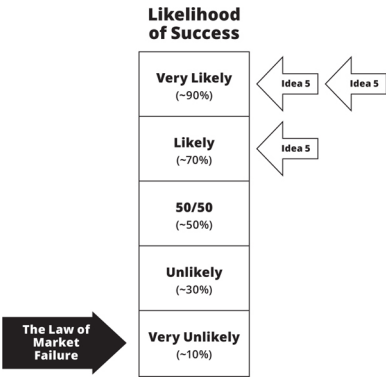 Likelihood
of Success
Very Likely
(~90%)
Idea 5
Idea 5
Likely
(~70%)
Idea 5
50/50
(~50%)
Unlikely
(~30%)
The Law of
Market
Failure
Very Unlikely
(~10%)